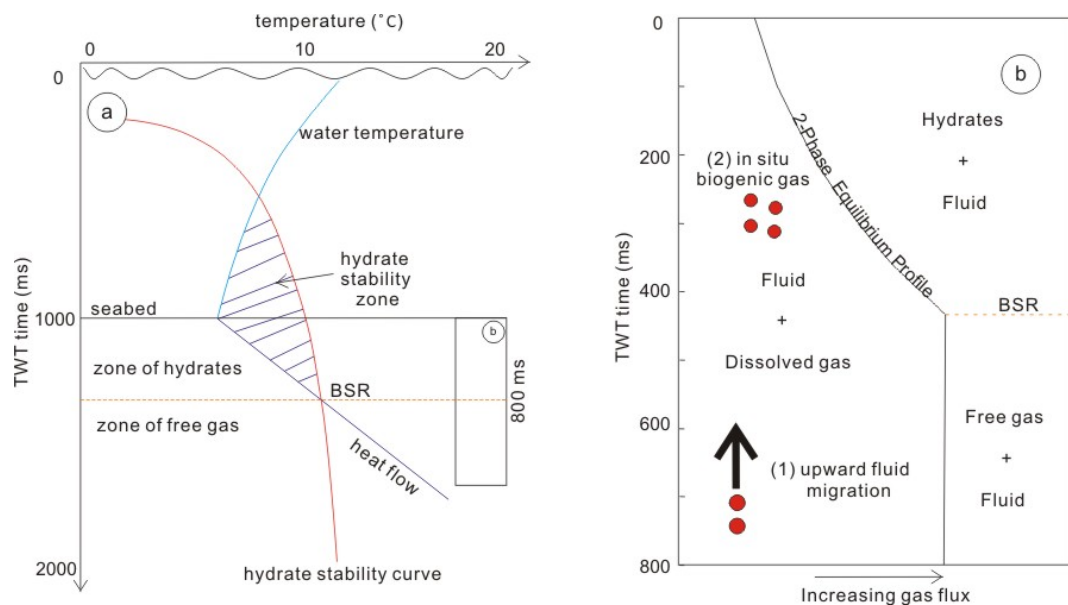 temperature (°C)
0
10
20
0
a
water temperature
hydrate
stability
zone
seabed
1000
b
zone of hydrates
BSR
800 ms
zone of free gas
heat flow
TWT time (ms)
2000
hydrate stability curve
0
b
Hydrates
+
Fluid
2-Phase Equilibrium Profile
(2) in situ
biogenic gas
200
Fluid
+
Dissolved gas
TWT time (ms)
400
BSR
600
Free gas
+
Fluid
(1) upward fluid
migration
800
Increasing gas flux